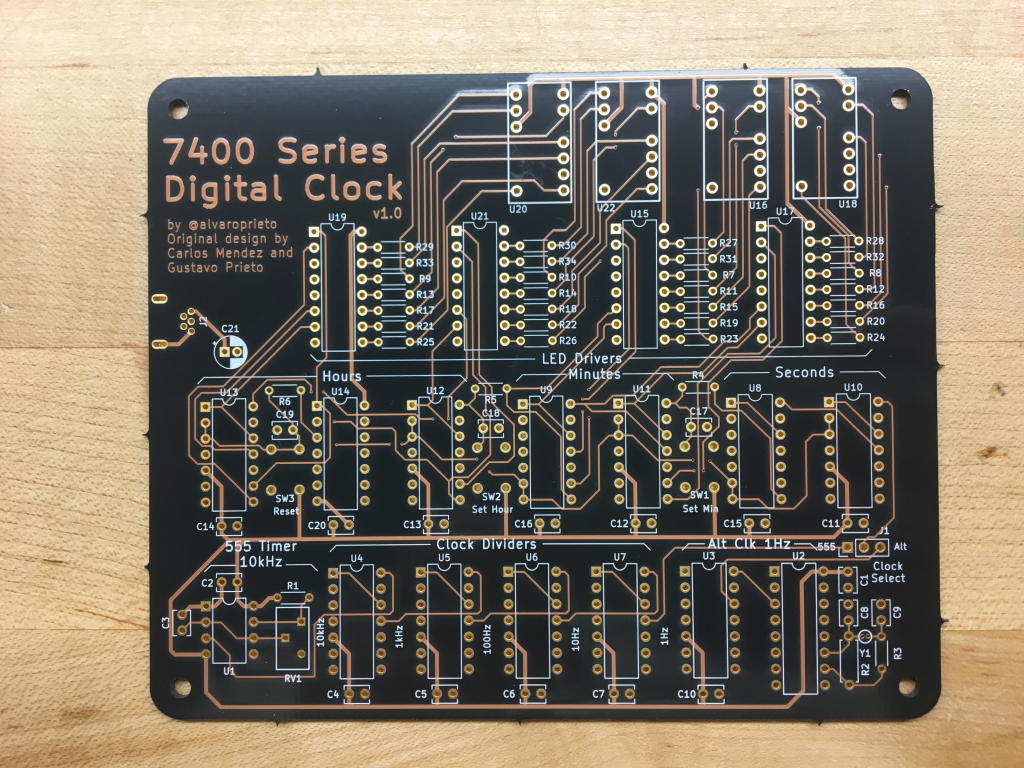 7400 Series
Digital Clock
v1.0
by @alvaroprieto
Original design by
Carlos Mendez and
Gustavo Prieto
U20
U22
U16
U18
U19
U21
U15
U17
R29
R33
R9
R13
R17
R21
R25
R30
R34
R10
R14
R18
R22
R26
R27
R31
R7
R11
R15
R19
R23
R28
R32
R8
R12
R16
R20
R24
J2
C21
LED Drivers
Hours
Minutes
Seconds
U13
R6
C19
U14
U12
R5
C18
U9
U11
R4
C17
U8
U10
SW3
Reset
SW2
Set Hour
SW1
Set Min
C14
C20
C13
C16
C12
C15
C11
555 Timer
10kHz
Clock Dividers
Alt Clk 1Hz
555
J1
Alt
Clock
Select
C2
R1
C3
U1
RV1
10kHz
U4
1kHz
U5
100Hz
U6
10Hz
U7
1Hz
U3
U2
C1
C8
C9
Y1
R2
R3
C4
C5
C6
C7
C10